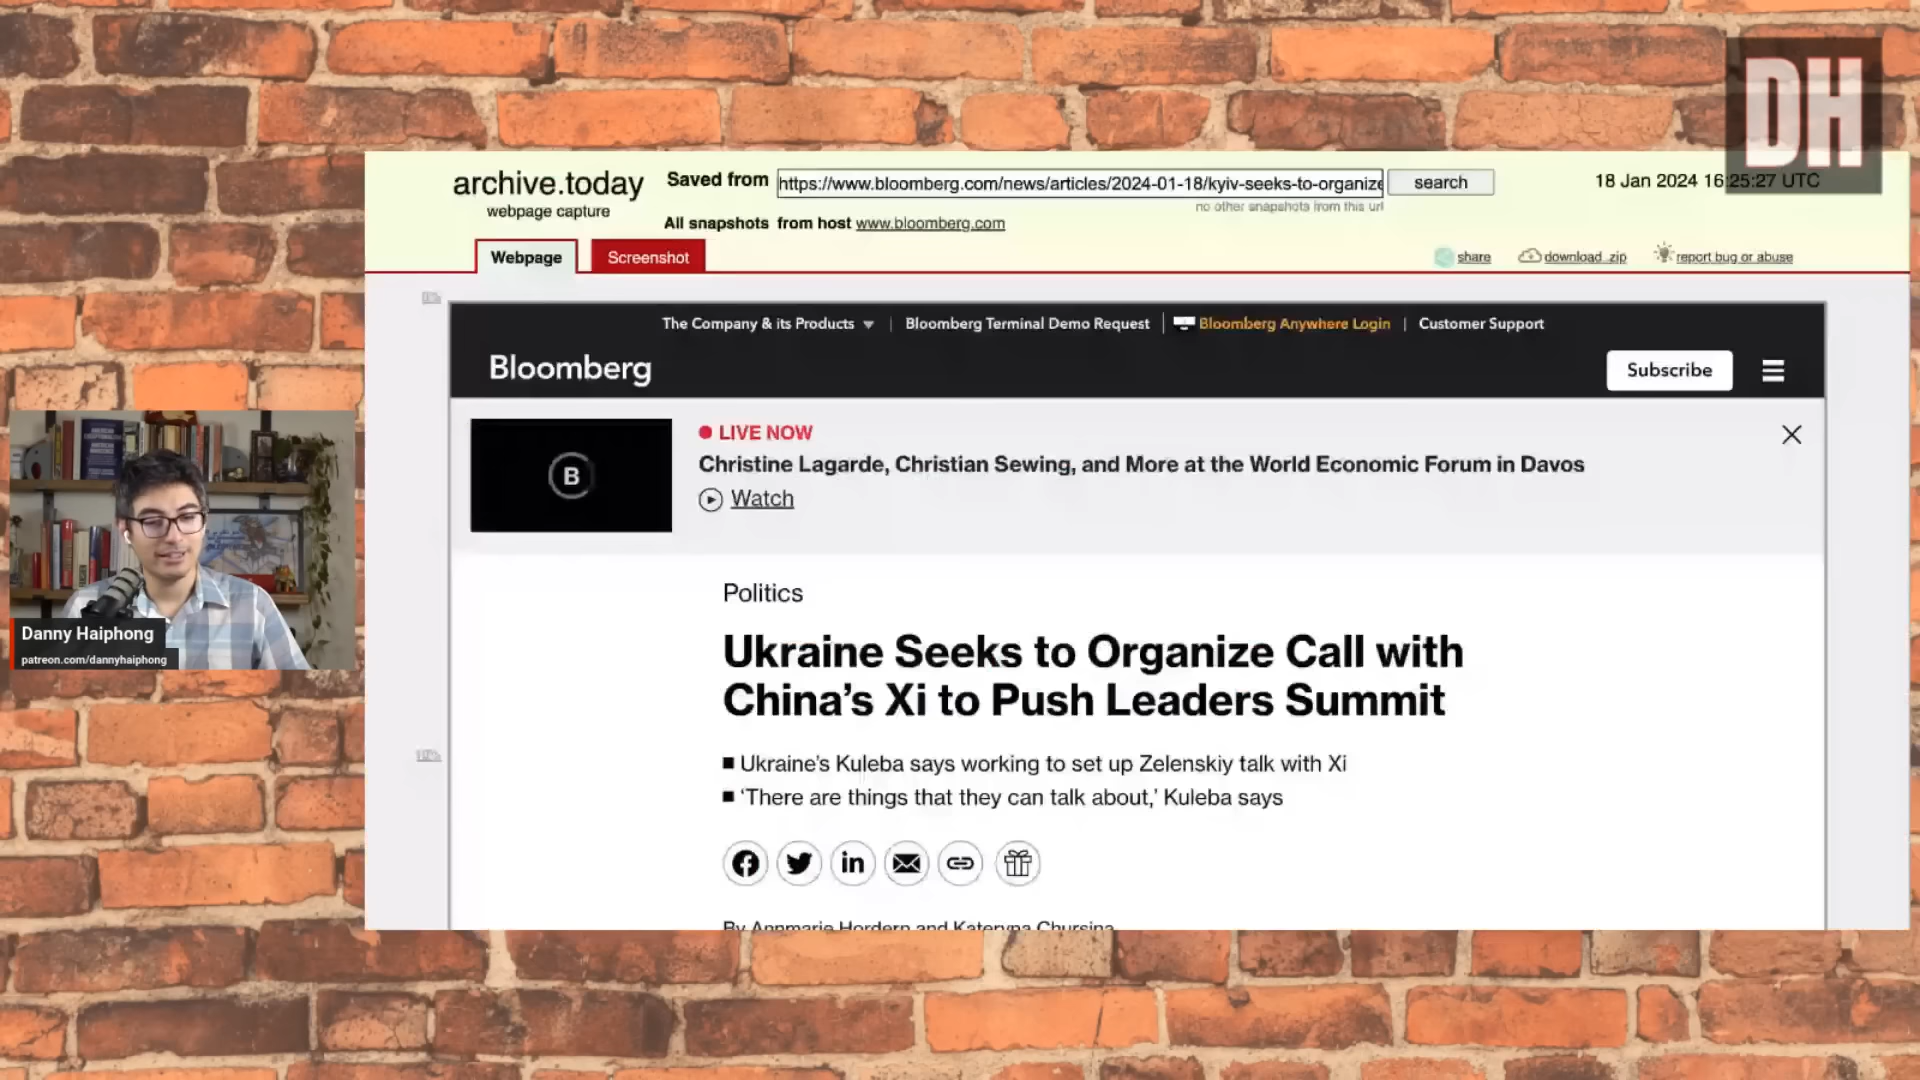 DH
archive.today
webpage capture
Saved from https://www.bloomberg.com/news/articles/2024-01-18/kyiv-seeks-to-organize search
18 Jan 2024 16:25:27 UTC
no other snapshots from this url
All snapshots from host www.bloomberg.com
Webpage Screenshot
share download .zip report bug or abuse
The Company & its Products | Bloomberg Terminal Demo Request | Bloomberg Anywhere Login | Customer Support
Bloomberg
Subscribe
B
LIVE NOW
Christine Lagarde, Christian Sewing, and More at the World Economic Forum in Davos
Watch
Politics
Ukraine Seeks to Organize Call with
China’s Xi to Push Leaders Summit
■ Ukraine’s Kuleba says working to set up Zelenskiy talk with Xi
■ ‘There are things that they can talk about,’ Kuleba says
By Annmarie Hordern and Kateryna Chursina
Danny Haiphong
patreon.com/dannyhaiphong